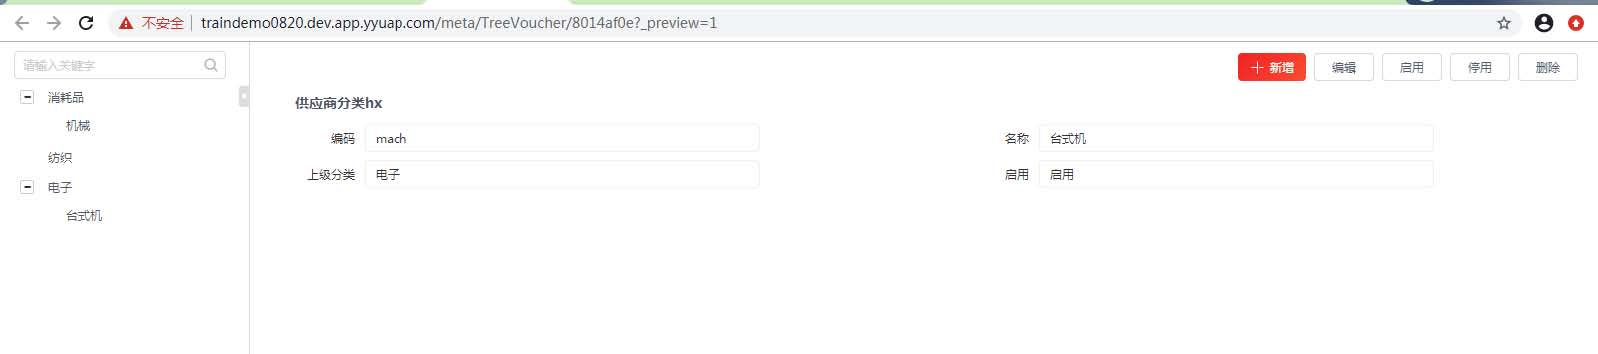 不安全 traindemo0820.dev.app.yyuap.com/meta/TreeVoucher/8014af0e?_preview=1
请输入关键字
新增 编辑 启用 停用 删除
消耗品
机械
纺织
电子
台式机
供应商分类hx
编码 mach 名称 台式机
上级分类 电子 启用 启用